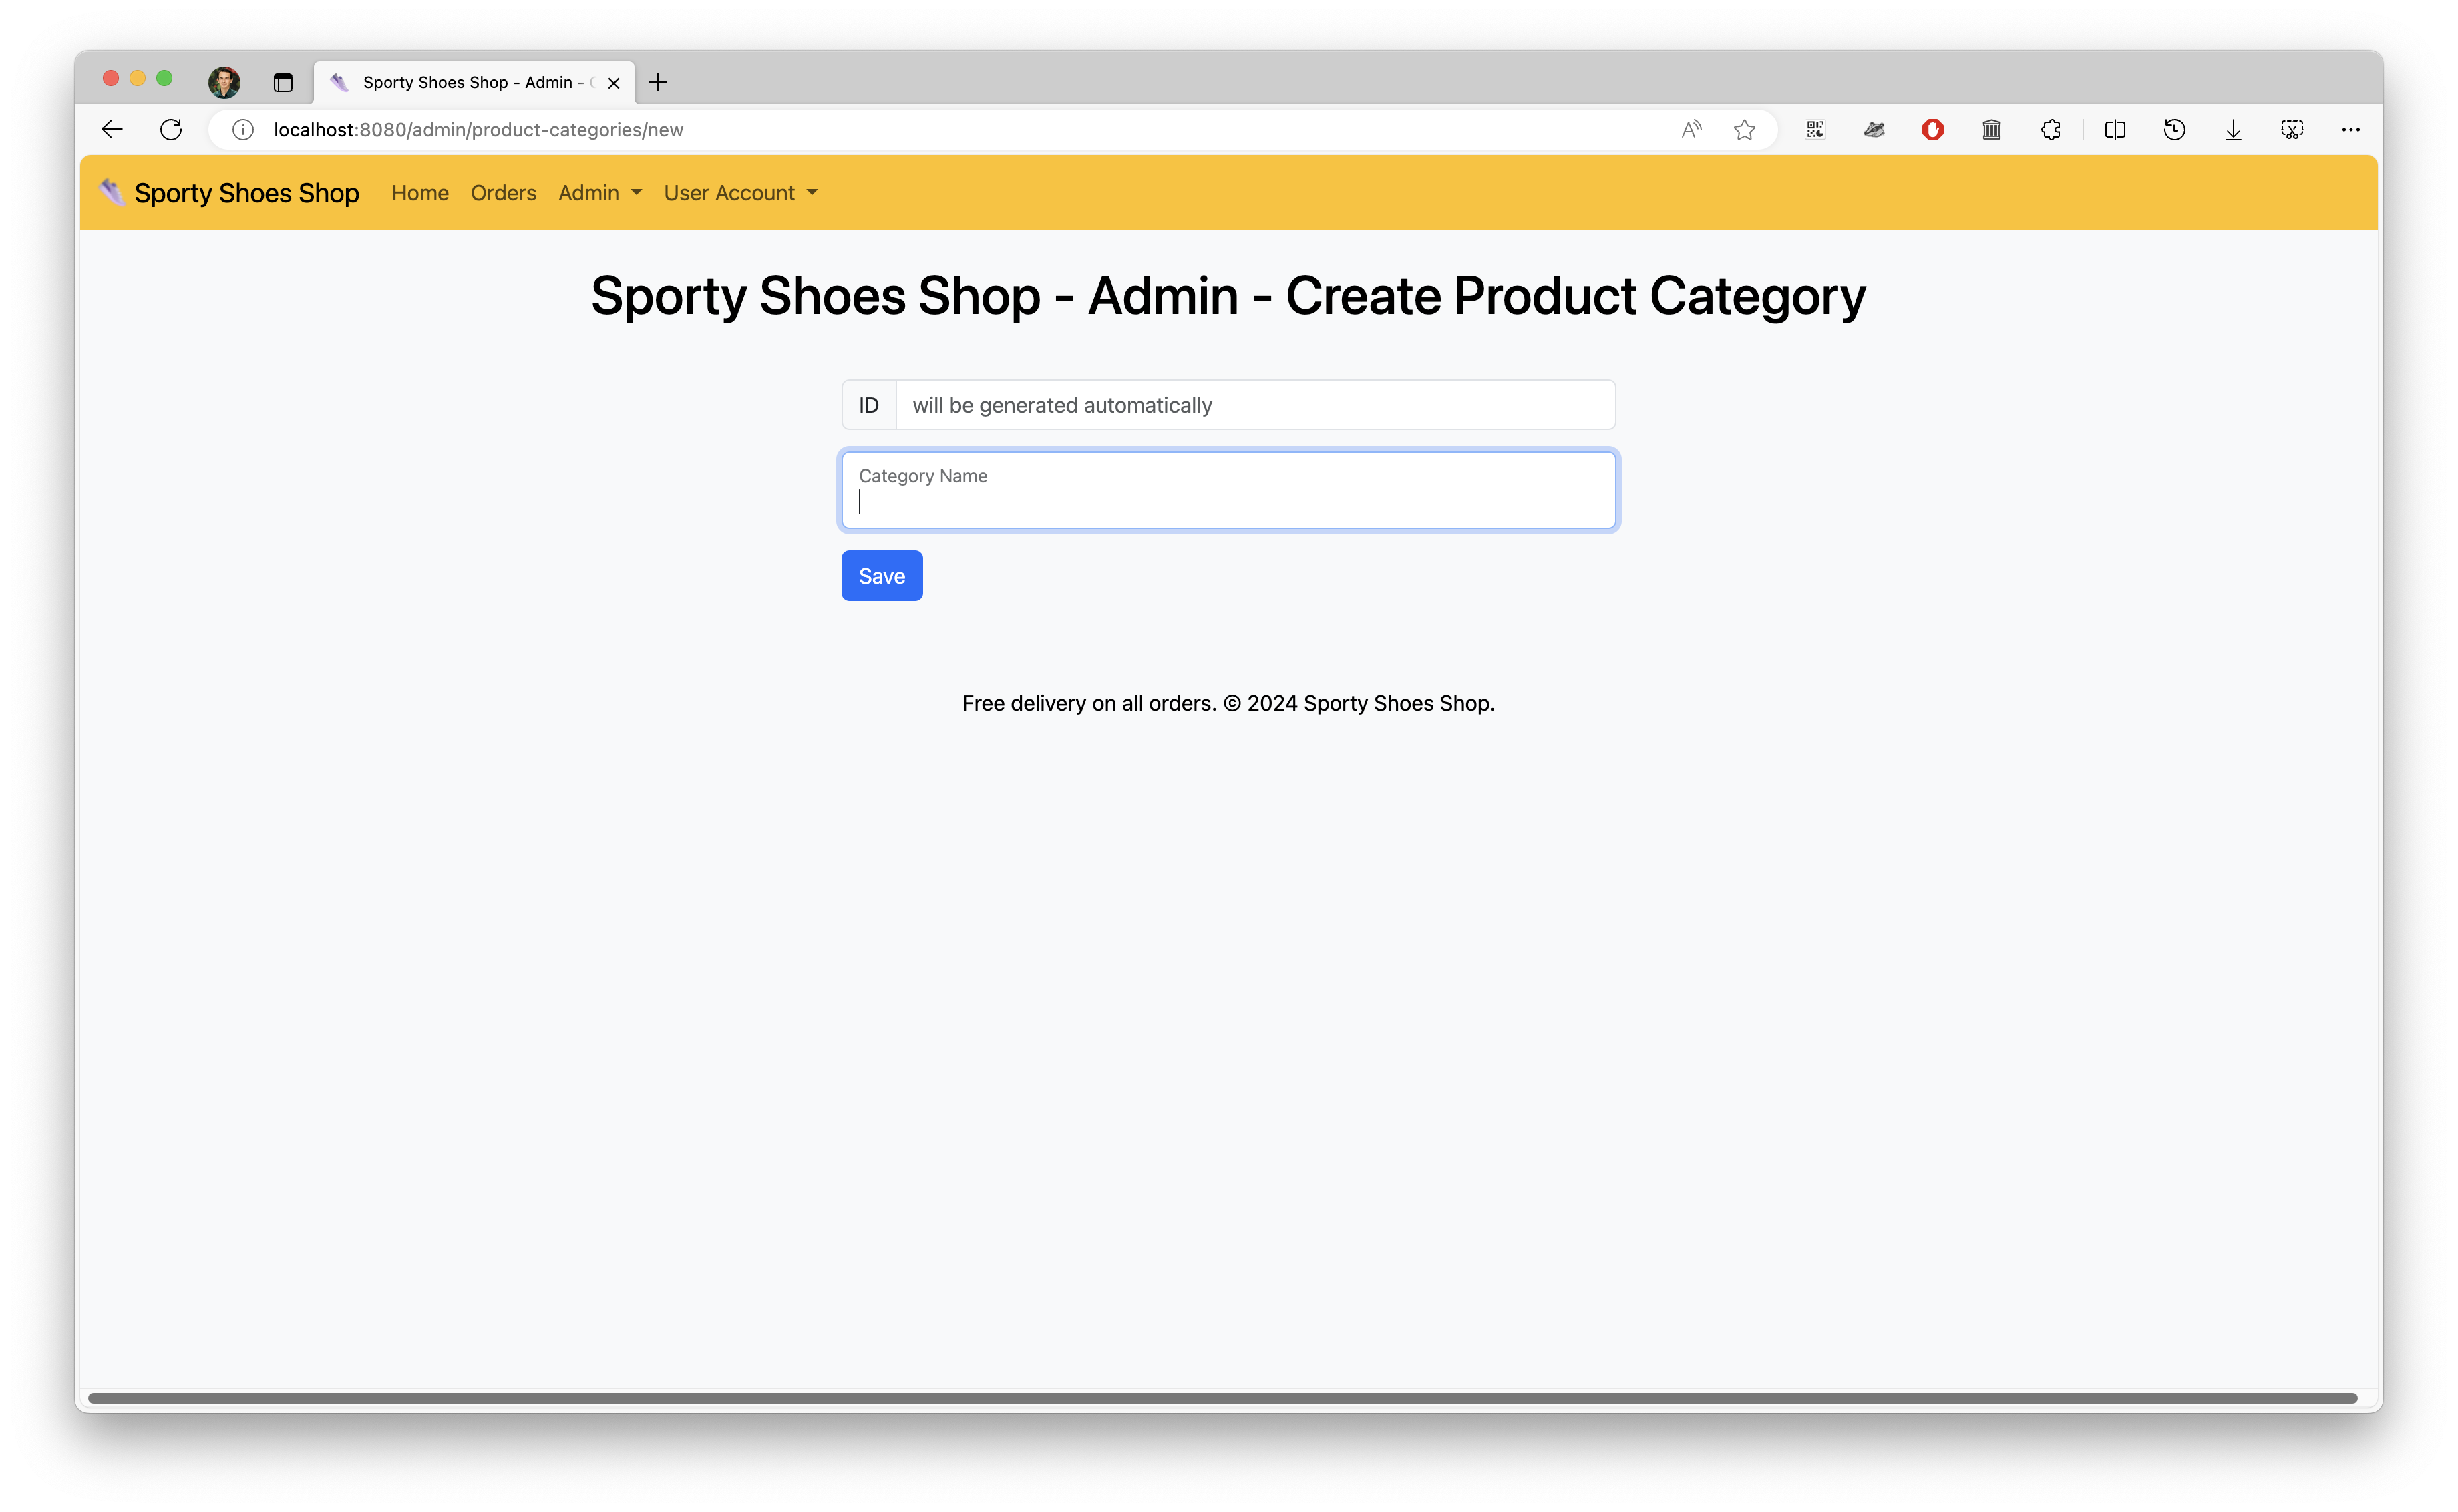 Sporty Shoes Shop - Admin -
localhost:8080/admin/product-categories/new
Sporty Shoes Shop Home Orders Admin User Account
Sporty Shoes Shop - Admin - Create Product Category
ID will be generated automatically
Category Name
Save
Free delivery on all orders. © 2024 Sporty Shoes Shop.